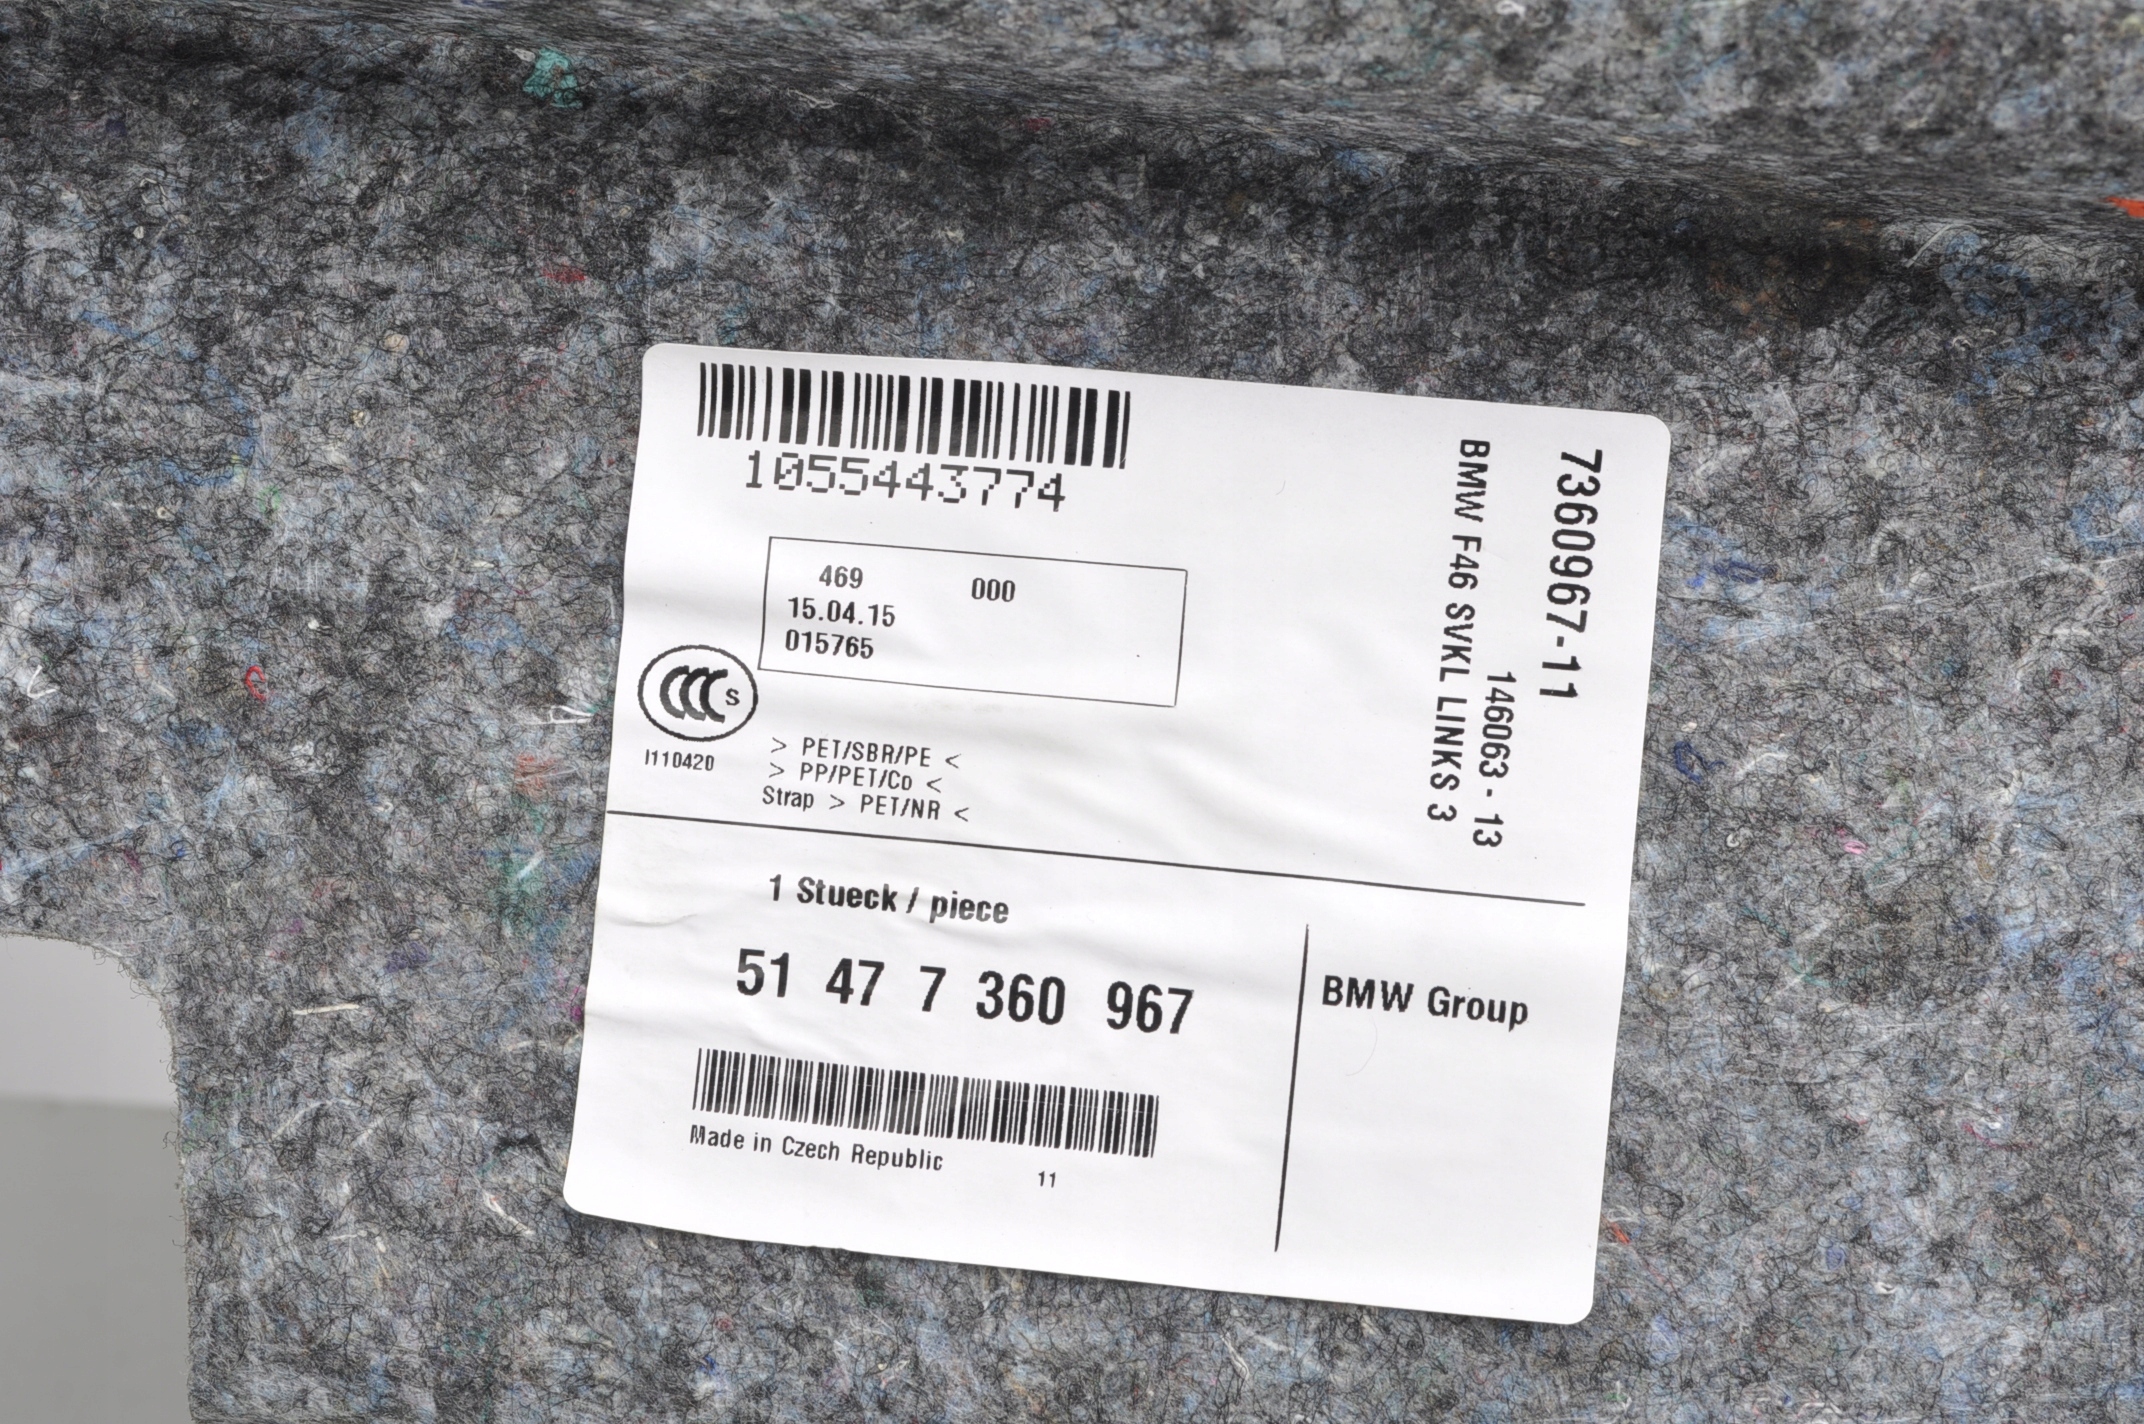 1055443774
469 000
15.04.15
015765
CCC S
I110420
> PET/SBR/PE <
> PP/PET/Co <
Strap > PET/NR <
7360967-11
146063 - 13
BMW F46 SVKL LINKS 3
1 Stueck / piece
51 47 7 360 967
BMW Group
Made in Czech Republic
11